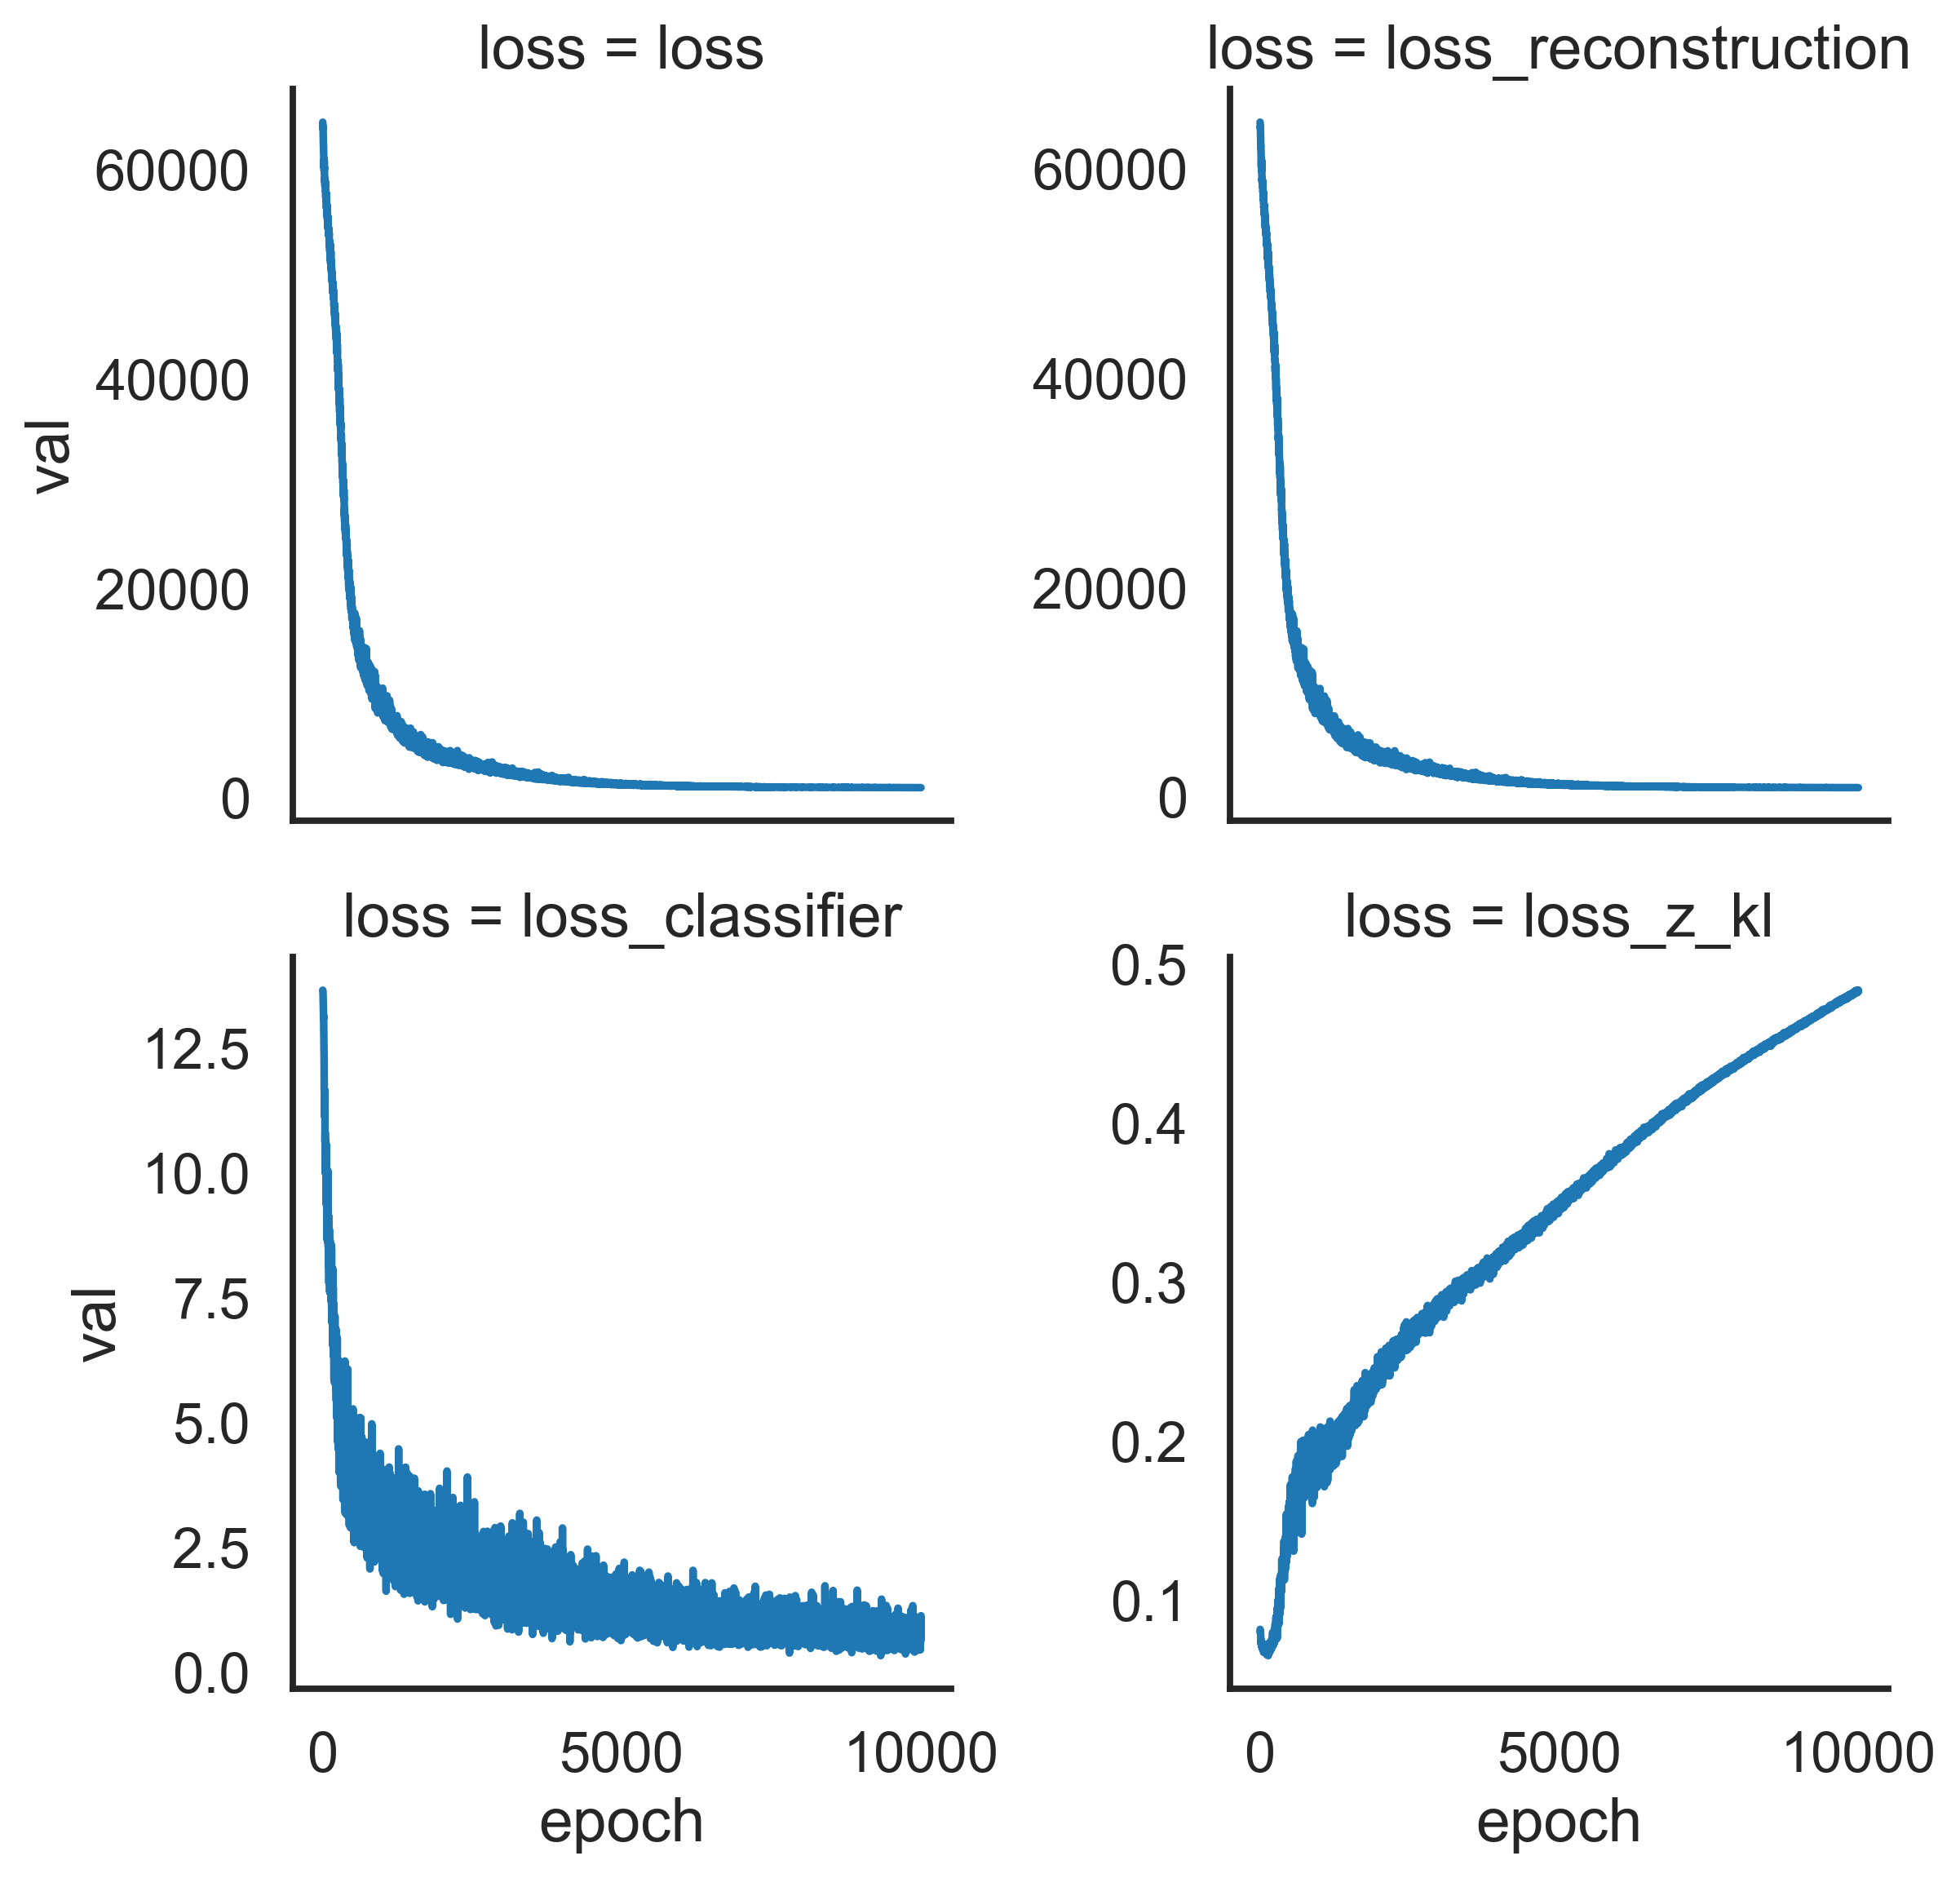 loss = loss
loss = loss_reconstruction
60000
40000
20000
0
val
60000
40000
20000
0
loss = loss_classifier
loss = loss_z_kl
12.5
10.0
7.5
5.0
2.5
0.0
val
0.5
0.4
0.3
0.2
0.1
0 5000 10000
epoch
0 5000 10000
epoch